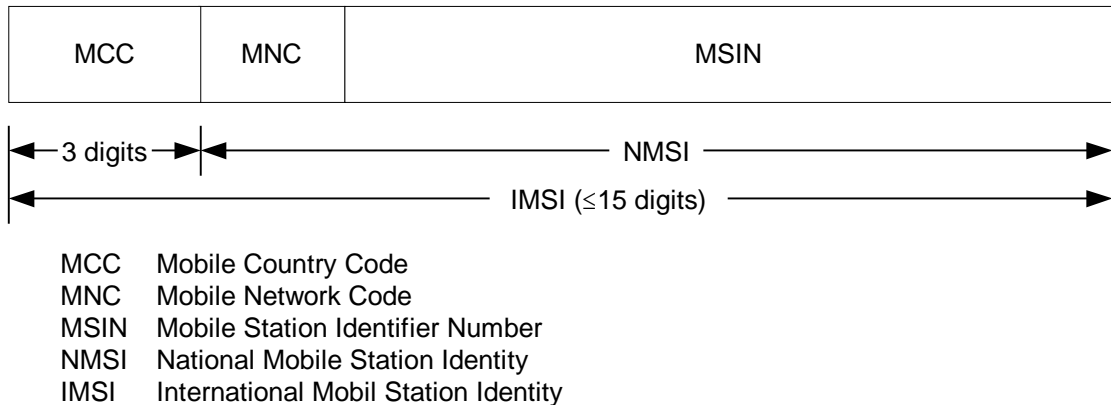 MCC MNC MSIN
3 digits NMSI
IMSI (≤15 digits)
MCC Mobile Country Code
MNC Mobile Network Code
MSIN Mobile Station Identifier Number
NMSI National Mobile Station Identity
IMSI International Mobil Station Identity